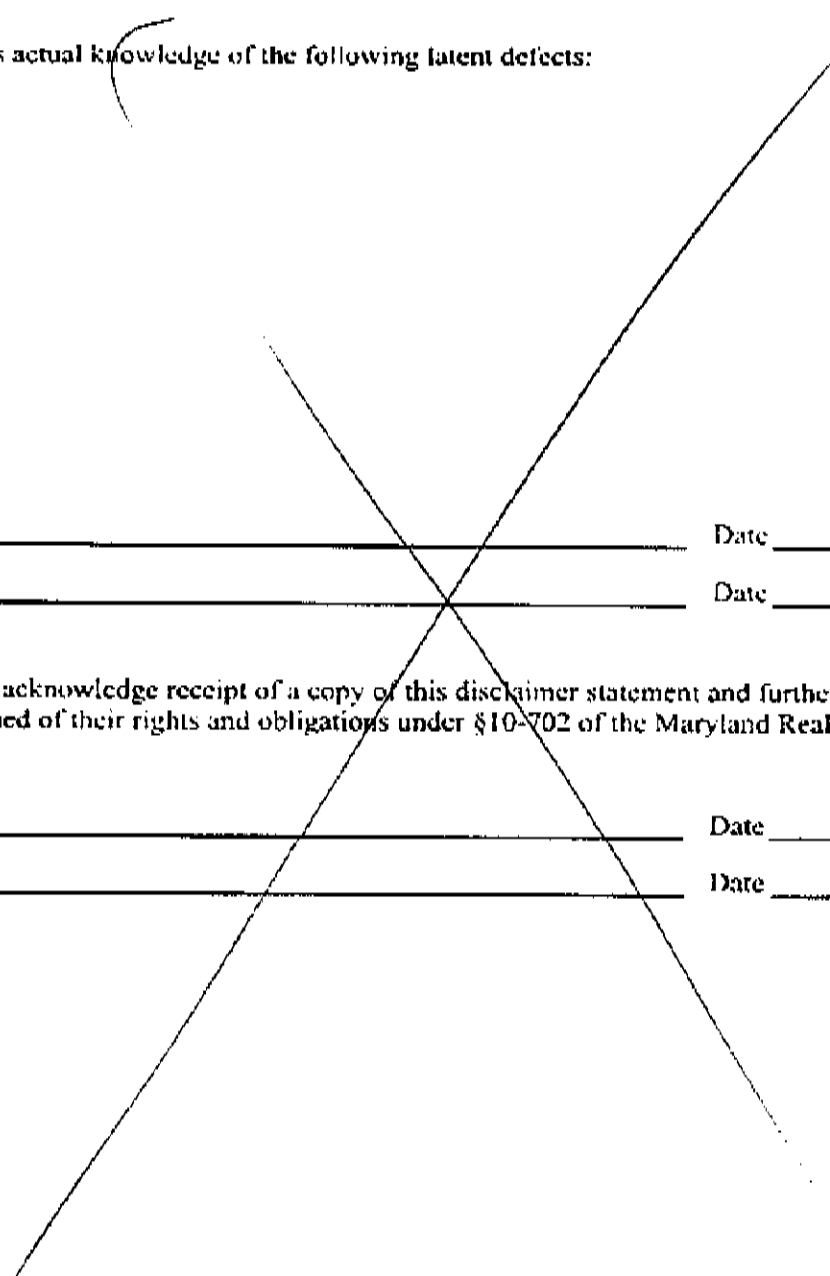 s actual knowledge of the following latent defects:
Date
Date
acknowledge receipt of a copy of this disclaimer statement and furthe
ned of their rights and obligations under §10-702 of the Maryland Real
Date
Date